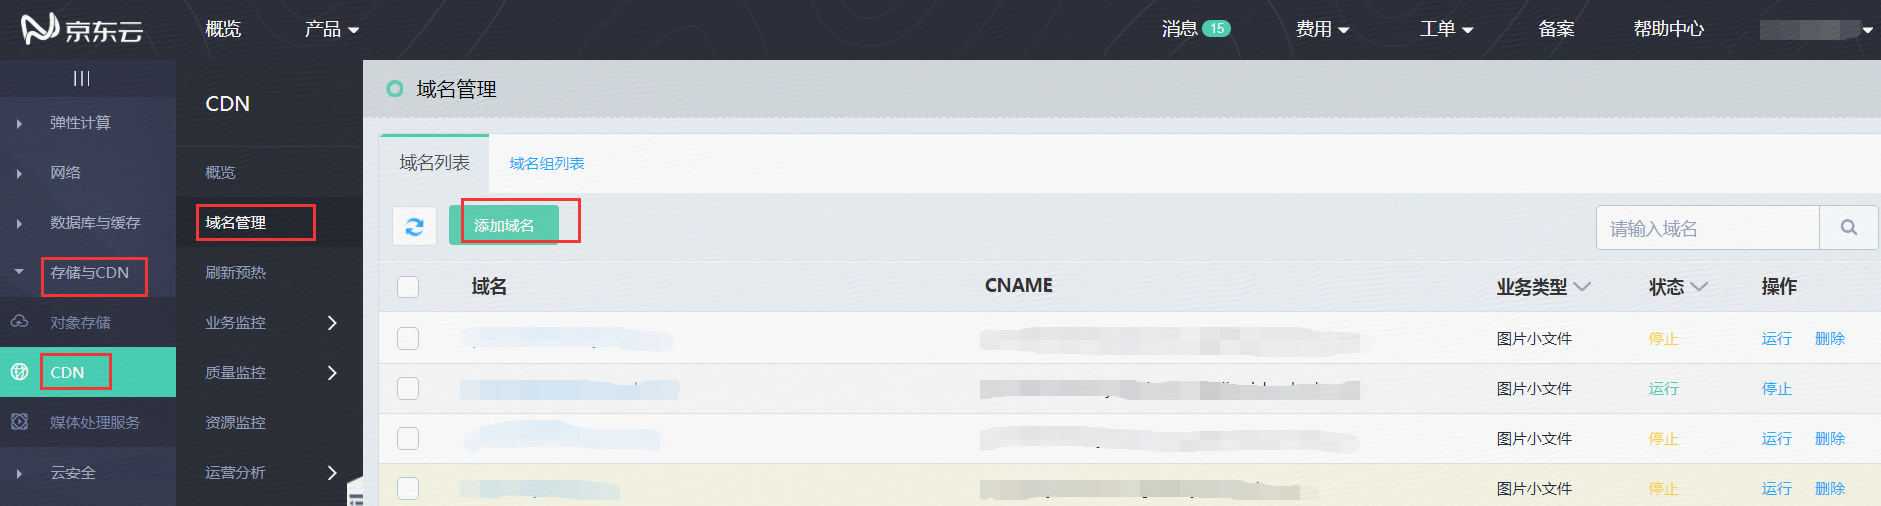 京东云 概览 产品 消息 15 费用 工单 备案 帮助中心
弹性计算
网络
数据库与缓存
存储与CDN
对象存储
CDN
媒体处理服务
云安全
CDN
概览
域名管理
刷新预热
业务监控
质量监控
资源监控
运营分析
域名管理
域名列表 域名组列表
添加域名 请输入域名
域名 CNAME 业务类型 状态 操作
图片小文件 停止 运行 删除
图片小文件 运行 停止
图片小文件 停止 运行 删除
图片小文件 停止 运行 删除